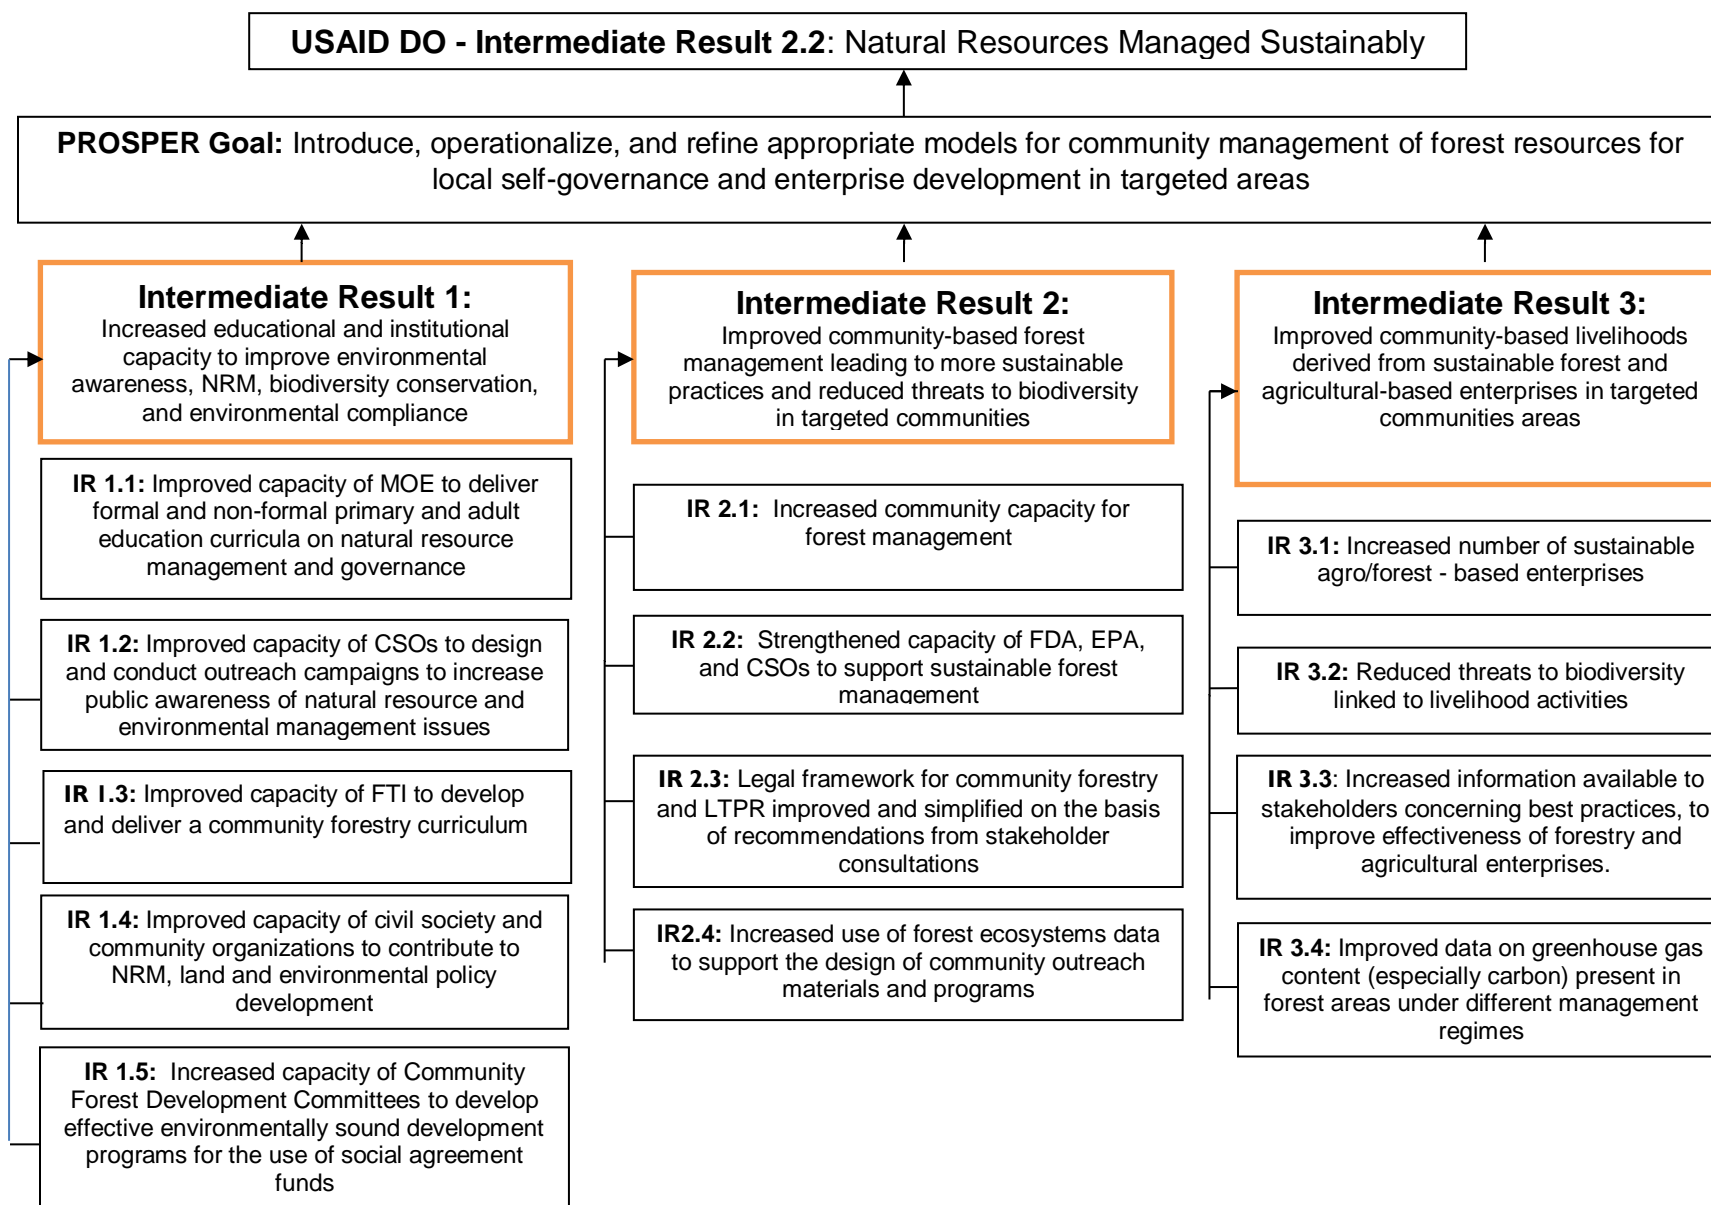 USAID DO - Intermediate Result 2.2: Natural Resources Managed Sustainably
PROSPER Goal: Introduce, operationalize, and refine appropriate models for community management of forest resources for
local self-governance and enterprise development in targeted areas
Intermediate Result 1:
Increased educational and institutional
capacity to improve environmental
awareness, NRM, biodiversity conservation,
and environmental compliance
IR 1.1: Improved capacity of MOE to deliver
formal and non-formal primary and adult
education curricula on natural resource
management and governance
IR 1.2: Improved capacity of CSOs to design
and conduct outreach campaigns to increase
public awareness of natural resource and
environmental management issues
IR 1.3: Improved capacity of FTI to develop
and deliver a community forestry curriculum
IR 1.4: Improved capacity of civil society and
community organizations to contribute to
NRM, land and environmental policy
development
IR 1.5: Increased capacity of Community
Forest Development Committees to develop
effective environmentally sound development
programs for the use of social agreement
funds
Intermediate Result 2:
Improved community-based forest
management leading to more sustainable
practices and reduced threats to biodiversity
in targeted communities
IR 2.1: Increased community capacity for
forest management
IR 2.2: Strengthened capacity of FDA, EPA,
and CSOs to support sustainable forest
management
IR 2.3: Legal framework for community forestry
and LTPR improved and simplified on the basis
of recommendations from stakeholder
consultations
IR2.4: Increased use of forest ecosystems data
to support the design of community outreach
materials and programs
Intermediate Result 3:
Improved community-based livelihoods
derived from sustainable forest and
agricultural-based enterprises in targeted
communities areas
IR 3.1: Increased number of sustainable
agro/forest - based enterprises
IR 3.2: Reduced threats to biodiversity
linked to livelihood activities
IR 3.3: Increased information available to
stakeholders concerning best practices, to
improve effectiveness of forestry and
agricultural enterprises.
IR 3.4: Improved data on greenhouse gas
content (especially carbon) present in
forest areas under different management
regimes